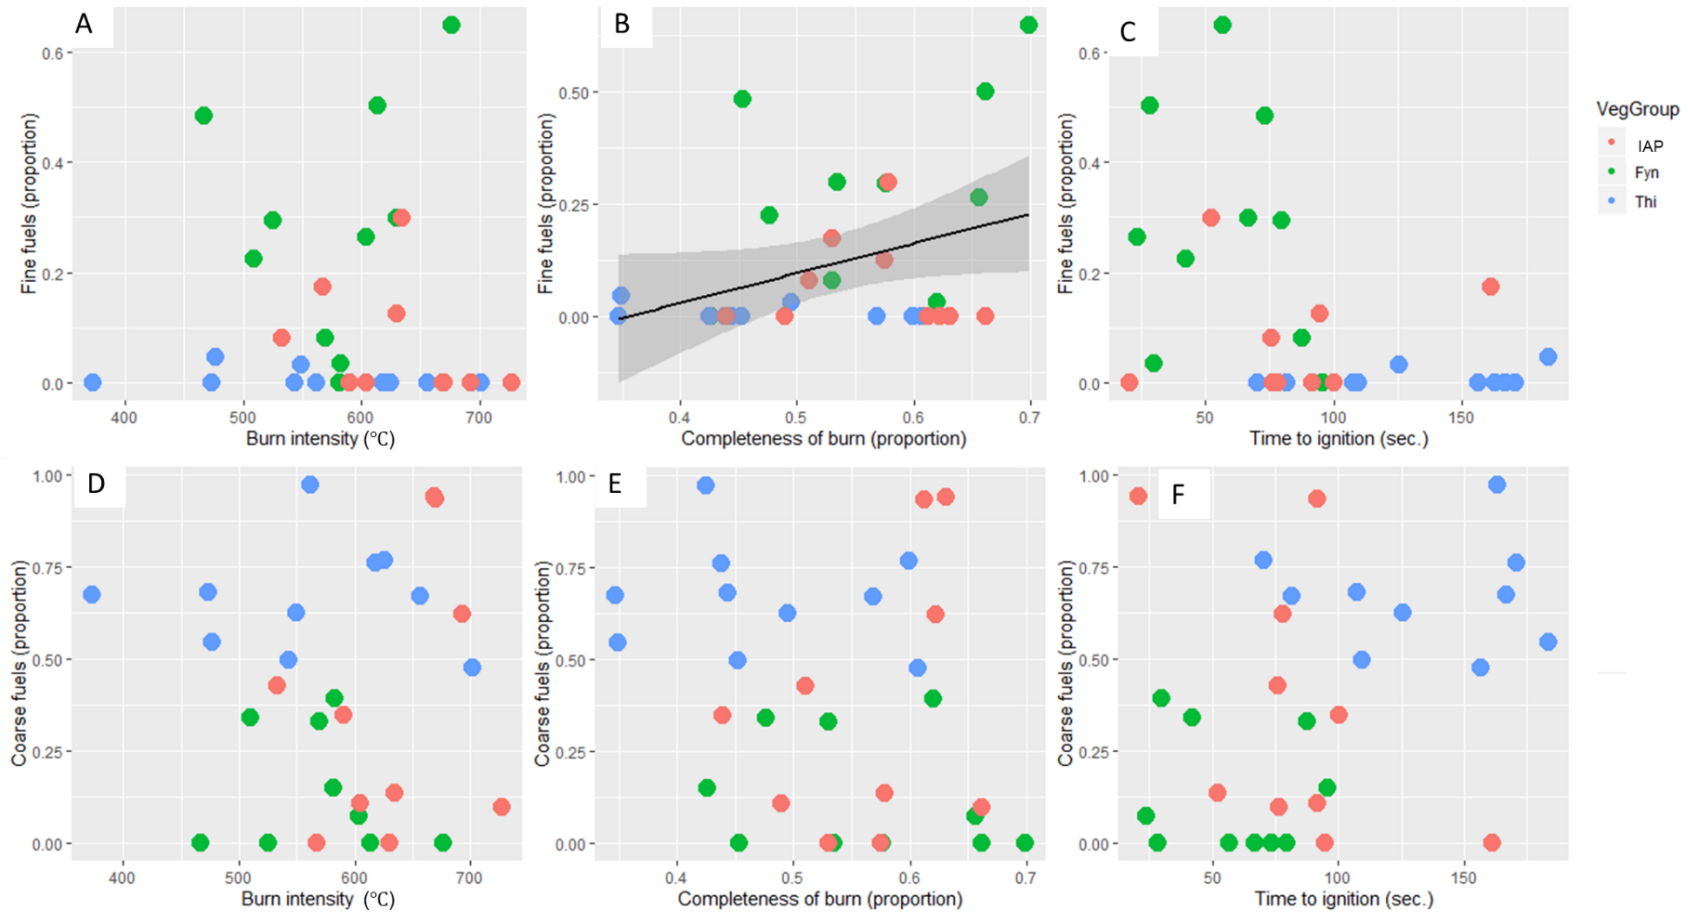 A
B
C
Fine fuels (proportion)
0.6
0.4
0.2
0.0
400
500
600
700
Burn intensity (°C)
Fine fuels (proportion)
0.50
0.25
0.00
0.4
0.5
0.6
0.7
Completeness of burn (proportion)
Fine fuels (proportion)
0.6
0.4
0.2
0.0
50
100
150
Time to ignition (sec.)
VegGroup
IAP
Fyn
Thi
D
E
F
Coarse fuels (proportion)
1.00
0.75
0.50
0.25
0.00
400
500
600
700
Burn intensity (°C)
Coarse fuels (proportion)
1.00
0.75
0.50
0.25
0.00
0.4
0.5
0.6
0.7
Completeness of burn (proportion)
Coarse fuels (proportion)
1.00
0.75
0.50
0.25
0.00
50
100
150
Time to ignition (sec.)